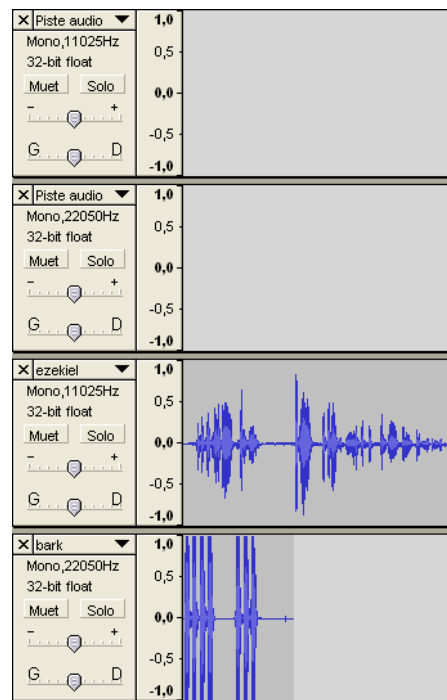 Piste audio
Mono,11025Hz
32-bit float
Muet Solo
- +
G D
1,0
0,5
0,0
-0,5
-1,0
Piste audio
Mono,22050Hz
32-bit float
Muet Solo
- +
G D
1,0
0,5
0,0
-0,5
-1,0
ezekiel
Mono,11025Hz
32-bit float
Muet Solo
- +
G D
1,0
0,5
0,0
-0,5
-1,0
bark
Mono,22050Hz
32-bit float
Muet Solo
- +
G D
1,0
0,5
0,0
-0,5
-1,0